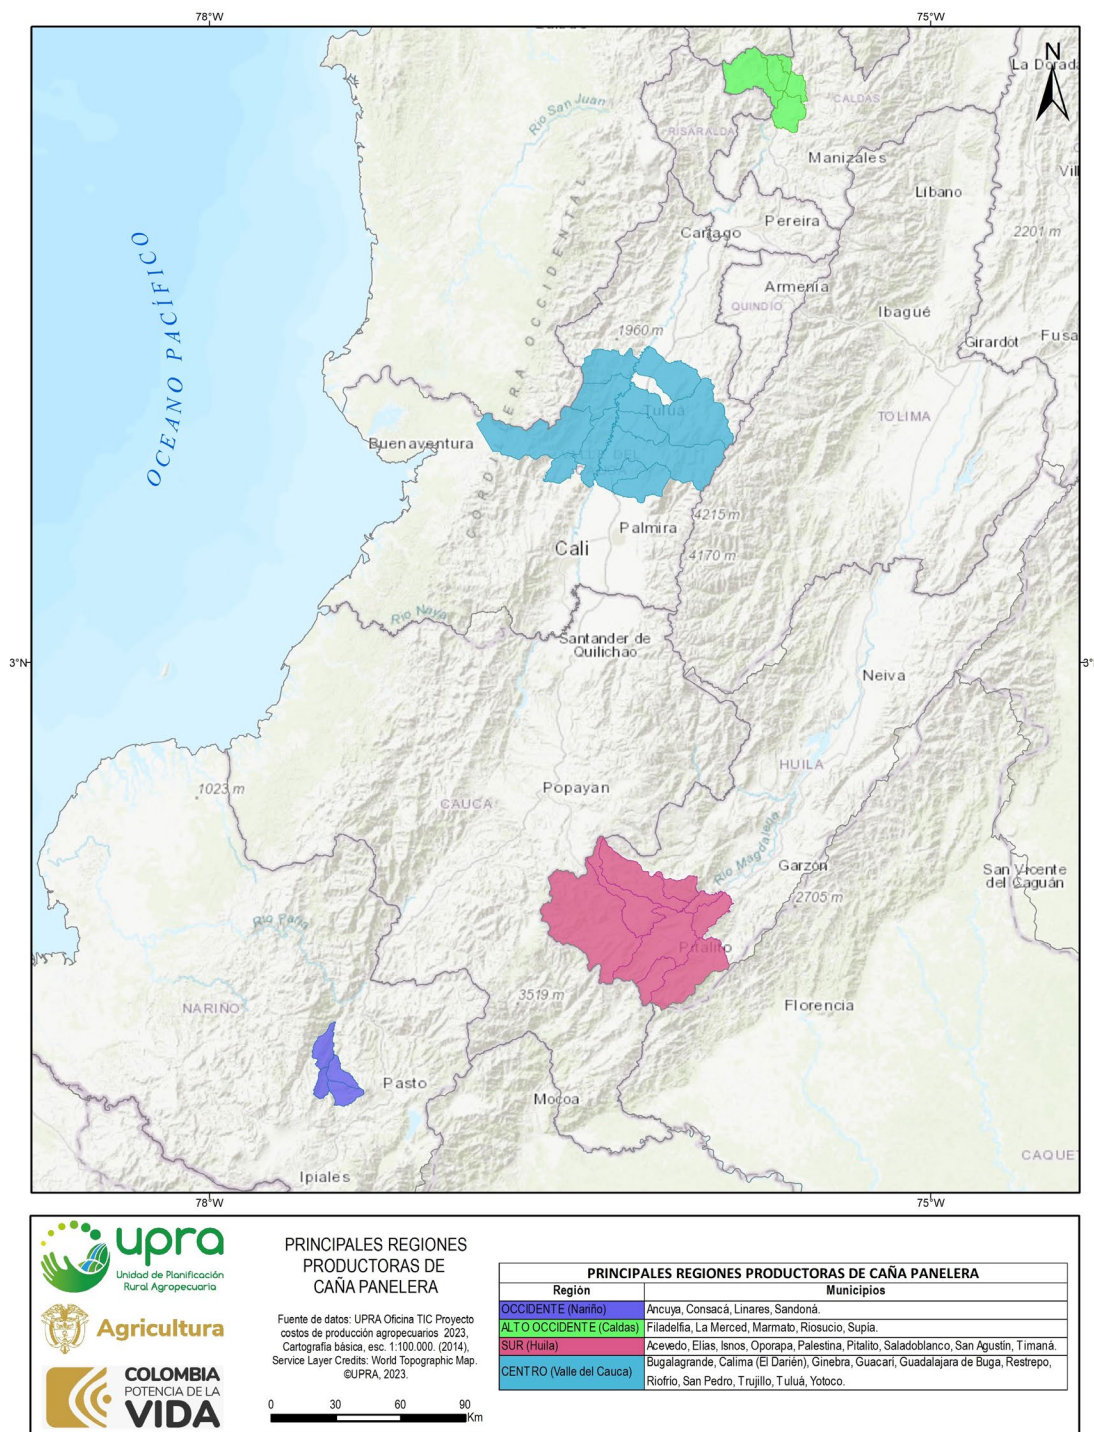 78°W
75°W
N
La Dorada
CALDAS
Río San Juan
RISARALDA
Manizales
Líbano
Pereira
Cartago
2201 m
OCEANO PACÍFICO
Armenia
QUINDÍO
Ibagué
1960 m
Girardot
Fusa
CORDILLERA OCCIDENTAL
Tuluá
TOLIMA
Buenaventura
VALLE DEL
4215 m
Palmira
Cali
4170 m
Río Naya
Santander de
Quilichao
3°N
3°
Neiva
HUILA
1023 m
Popayan
CAUCA
Río Magdalena
Garzón
San Vicente
del Caguán
2705 m
Río Patía
Pitalito
3519 m
NARIÑO
Florencia
Pasto
Mocoa
CAQUET
Ipiales
78°W
75°W
upra
Unidad de Planificación
Rural Agropecuaria
Agricultura
COLOMBIA
POTENCIA DE LA
VIDA
PRINCIPALES REGIONES
PRODUCTORAS DE
CAÑA PANELERA
Fuente de datos: UPRA Oficina TIC Proyecto
costos de producción agropecuarios 2023,
Cartografía básica, esc. 1:100.000. (2014),
Service Layer Credits: World Topographic Map.
©UPRA, 2023.
0 30 60 90
Km
PRINCIPALES REGIONES PRODUCTORAS DE CAÑA PANELERA
Región Municipios
OCCIDENTE (Nariño) Ancuya, Consacá, Linares, Sandoná.
ALTO OCCIDENTE (Caldas) Filadelfia, La Merced, Marmato, Riosucio, Supía.
SUR (Huila) Acevedo, Elías, Isnos, Oporapa, Palestina, Pitalito, Saladoblanco, San Agustín, Timaná.
CENTRO (Valle del Cauca) Bugalagrande, Calima (El Darién), Ginebra, Guacarí, Guadalajara de Buga, Restrepo,
Riofrío, San Pedro, Trujillo, Tuluá, Yotoco.